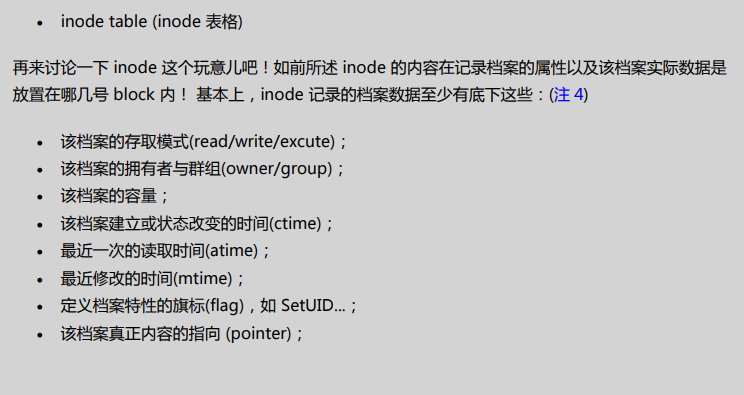 • inode table (inode 表格)
再来讨论一下 inode 这个玩意儿吧！如前所述 inode 的内容在记录档案的属性以及该档案实际数据是
放置在哪几号 block 内！ 基本上，inode 记录的档案数据至少有底下这些：(注 4)
• 该档案的存取模式(read/write/excute)；
• 该档案的拥有者与群组(owner/group)；
• 该档案的容量；
• 该档案建立或状态改变的时间(ctime)；
• 最近一次的读取时间(atime)；
• 最近修改的时间(mtime)；
• 定义档案特性的旗标(flag)，如 SetUID...；
• 该档案真正内容的指向 (pointer)；